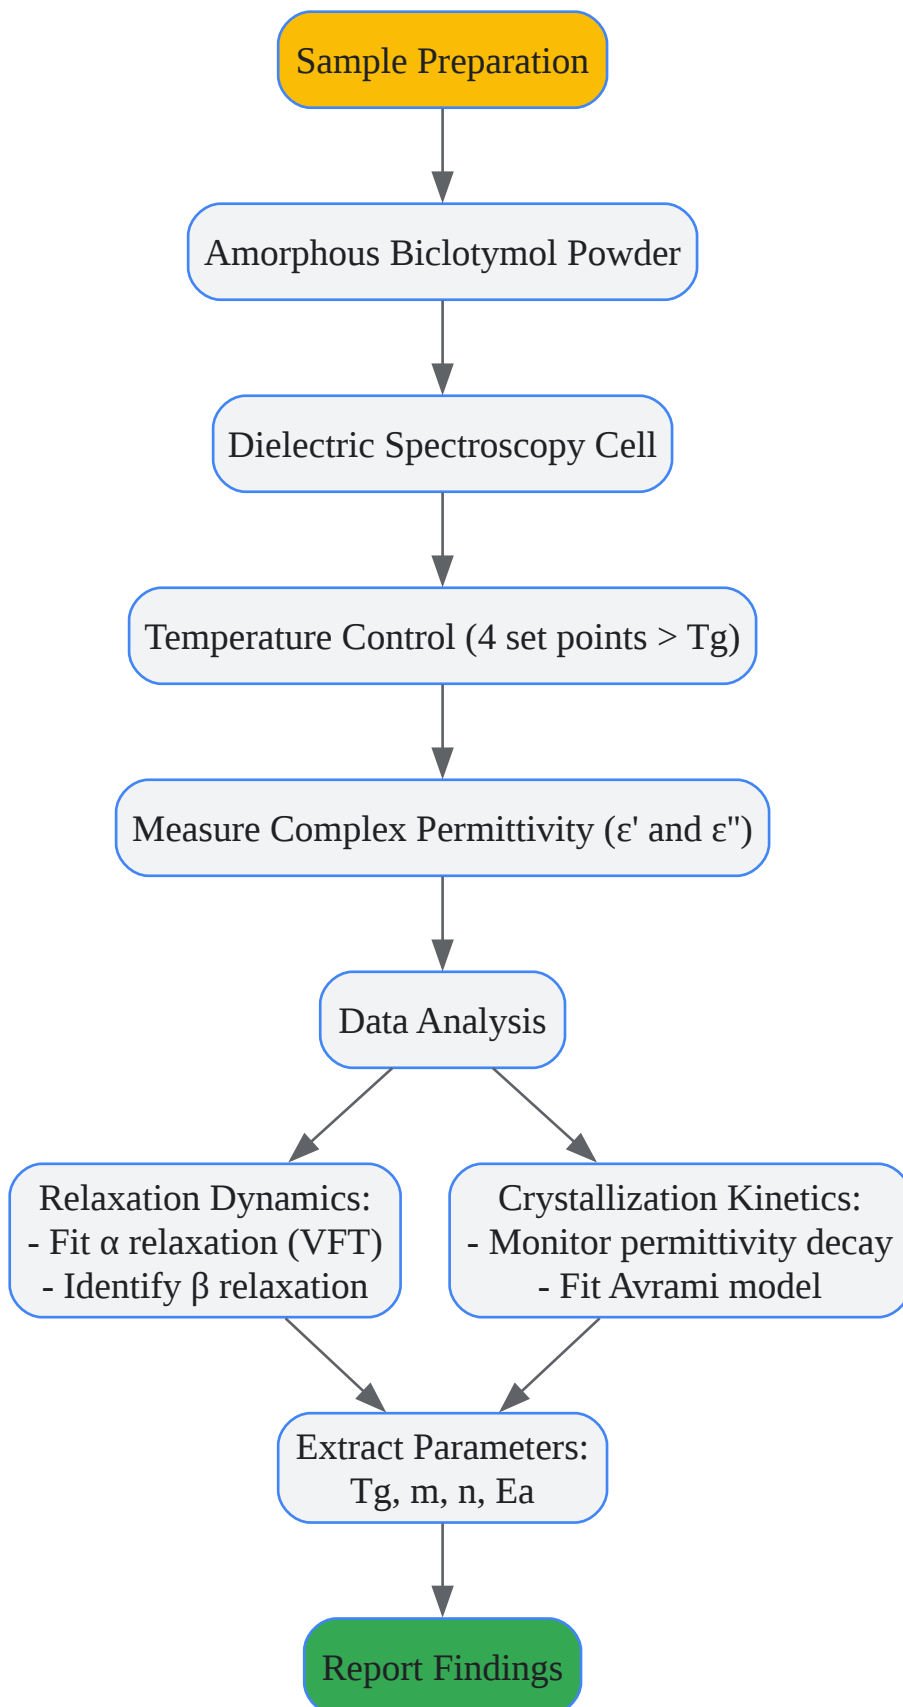 Sample Preparation
Amorphous Biclotymol Powder
Dielectric Spectroscopy Cell
Temperature Control (4 set points > Tg)
Measure Complex Permittivity (ε' and ε'')
Data Analysis
Relaxation Dynamics:
- Fit α relaxation (VFT)
- Identify β relaxation
Crystallization Kinetics:
- Monitor permittivity decay
- Fit Avrami model
Extract Parameters:
Tg, m, n, Ea
Report Findings